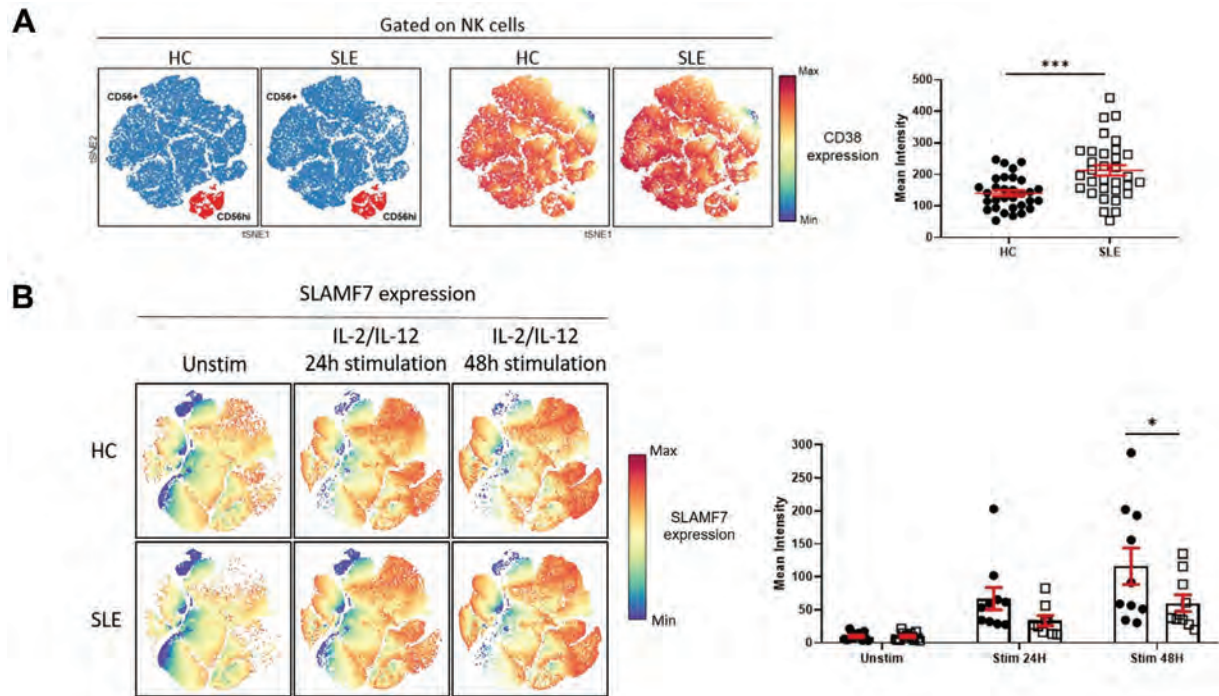 A
Gated on NK cells
HC
SLE
HC
SLE
CD56+
CD56+
CD56hi
CD56hi
tSNE2
tSNE1
tSNE1
Max
CD38
expression
Min
***
500
400
300
200
100
0
Mean Intensity
HC
SLE
B
SLAMF7 expression
Unstim
IL-2/IL-12
24h stimulation
IL-2/IL-12
48h stimulation
HC
SLE
Max
SLAMF7
expression
Min
*
300
250
200
150
100
50
0
Mean Intensity
Unstim
Stim 24H
Stim 48H